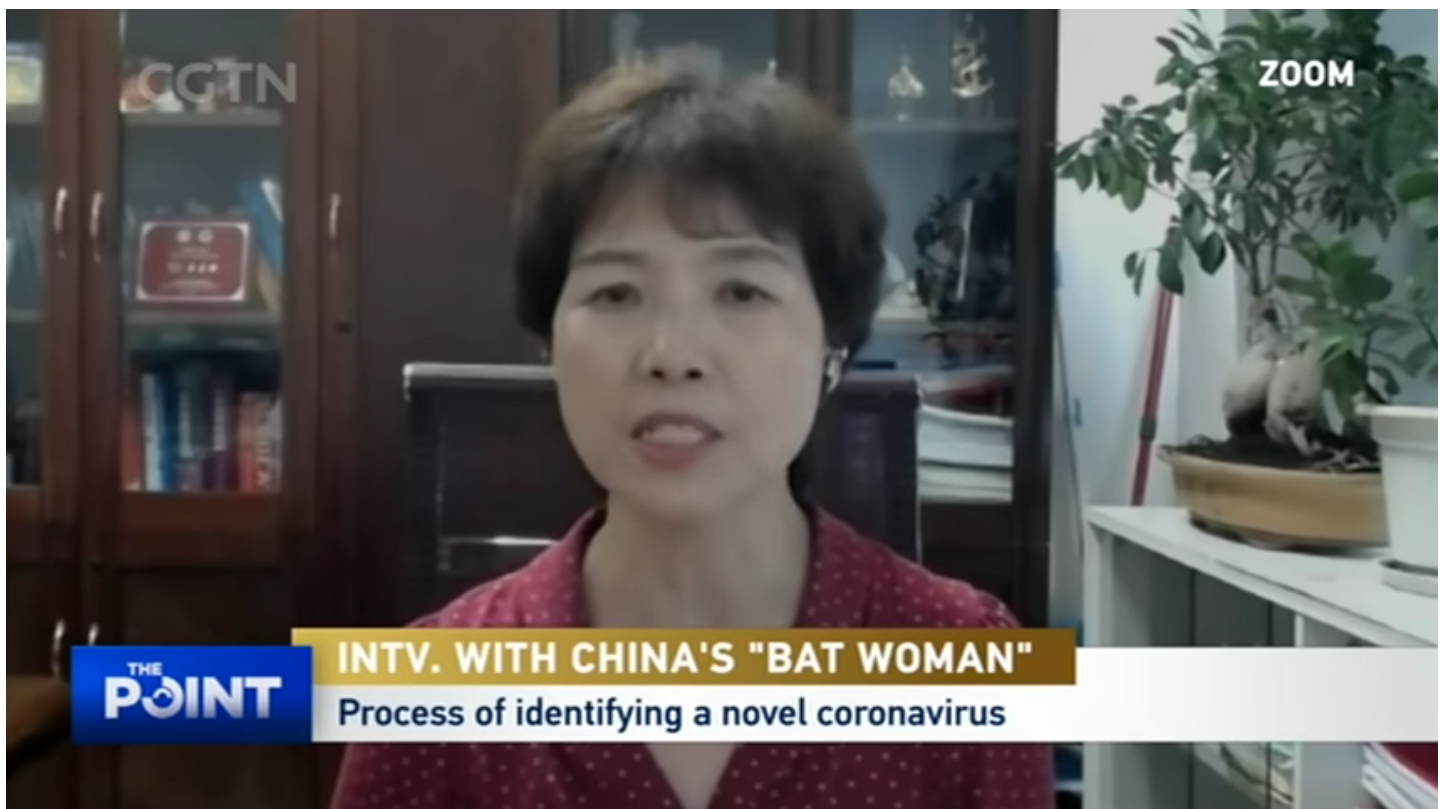 CGTN
ZOOM
INTV. WITH CHINA'S "BAT WOMAN"
THE
POINT
Process of identifying a novel coronavirus